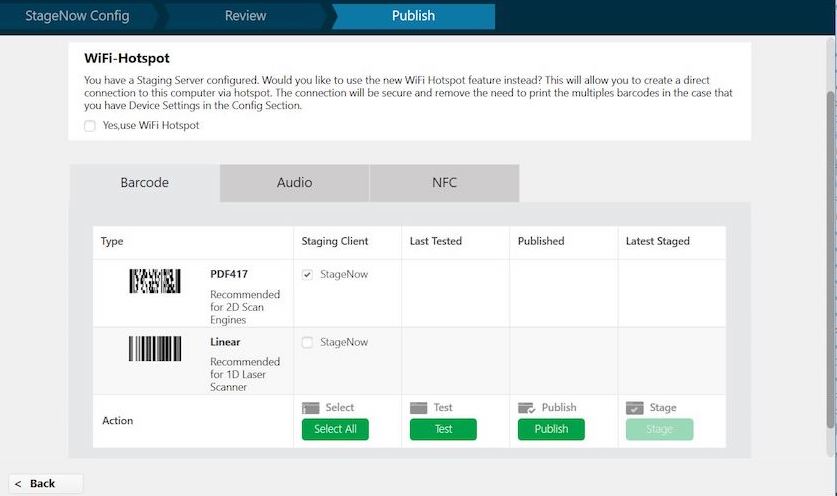 StageNow Config Review Publish
WiFi-Hotspot
You have a Staging Server configured. Would you like to use the new WiFi Hotspot feature instead? This will allow you to create a direct
connection to this computer via hotspot. The connection will be secure and remove the need to print the multiples barcodes in the case that
you have Device Settings in the Config Section.
Yes,use WiFi Hotspot
Barcode Audio NFC
Type Staging Client Last Tested Published Latest Staged
PDF417 StageNow
Recommended
for 2D Scan
Engines
Linear StageNow
Recommended
for 1D Laser
Scanner
Action
Select Test Publish Stage
Select All Test Publish Stage
< Back